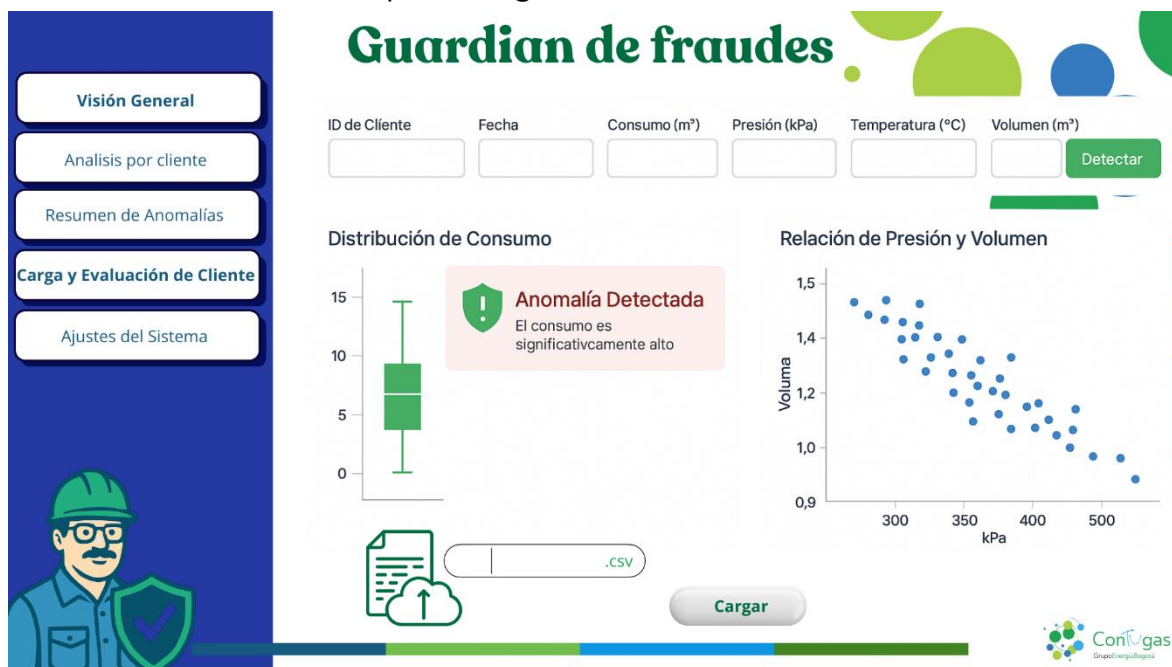 Guardian de fraudes
Visión General
Analisis por cliente
Resumen de Anomalías
Carga y Evaluación de Cliente
Ajustes del Sistema
ID de Clíente
Fecha
Consumo (m³)
Presión (kPa)
Temperatura (°C)
Volumen (m³)
Detectar
Distribución de Consumo
15
10
5
0
Anomalía Detectada
El consumo es
significativcamente alto
Relación de Presión y Volumen
Voluma
1,5
1,4
1,2
1,0
0,9
300 350 400 500
kPa
.csv
Cargar
ConTugas
GrupoEnergíaBogotá